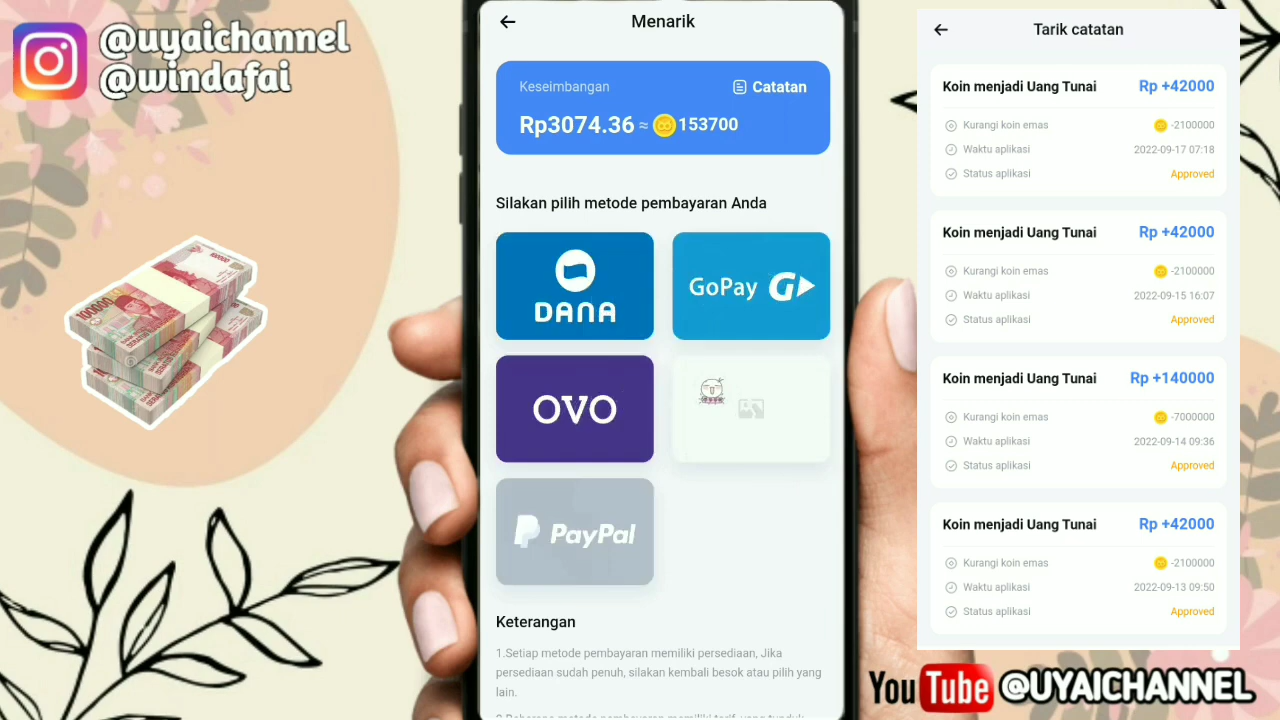 @uyaichannel
@windafai
100000
Menarik
Keseimbangan
Catatan
Rp3074.36 ≈ 153700
Silakan pilih metode pembayaran Anda
DANA
GoPay
OVO
PayPal
Keterangan
1.Setiap metode pembayaran memiliki persediaan, Jika
persediaan sudah penuh, silakan kembali besok atau pilih yang
lain.
Tarik catatan
Koin menjadi Uang Tunai Rp +42000
Kurangi koin emas -2100000
Waktu aplikasi 2022-09-17 07:18
Status aplikasi Approved
Koin menjadi Uang Tunai Rp +42000
Kurangi koin emas -2100000
Waktu aplikasi 2022-09-15 16:07
Status aplikasi Approved
Koin menjadi Uang Tunai Rp +140000
Kurangi koin emas -7000000
Waktu aplikasi 2022-09-14 09:36
Status aplikasi Approved
Koin menjadi Uang Tunai Rp +42000
Kurangi koin emas -2100000
Waktu aplikasi 2022-09-13 09:50
Status aplikasi Approved
YouTube @UYAICHANNEL